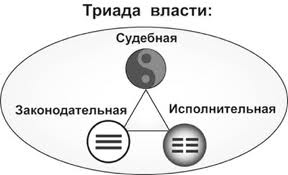 Триада власти:
Судебная
Законодательная Исполнительная